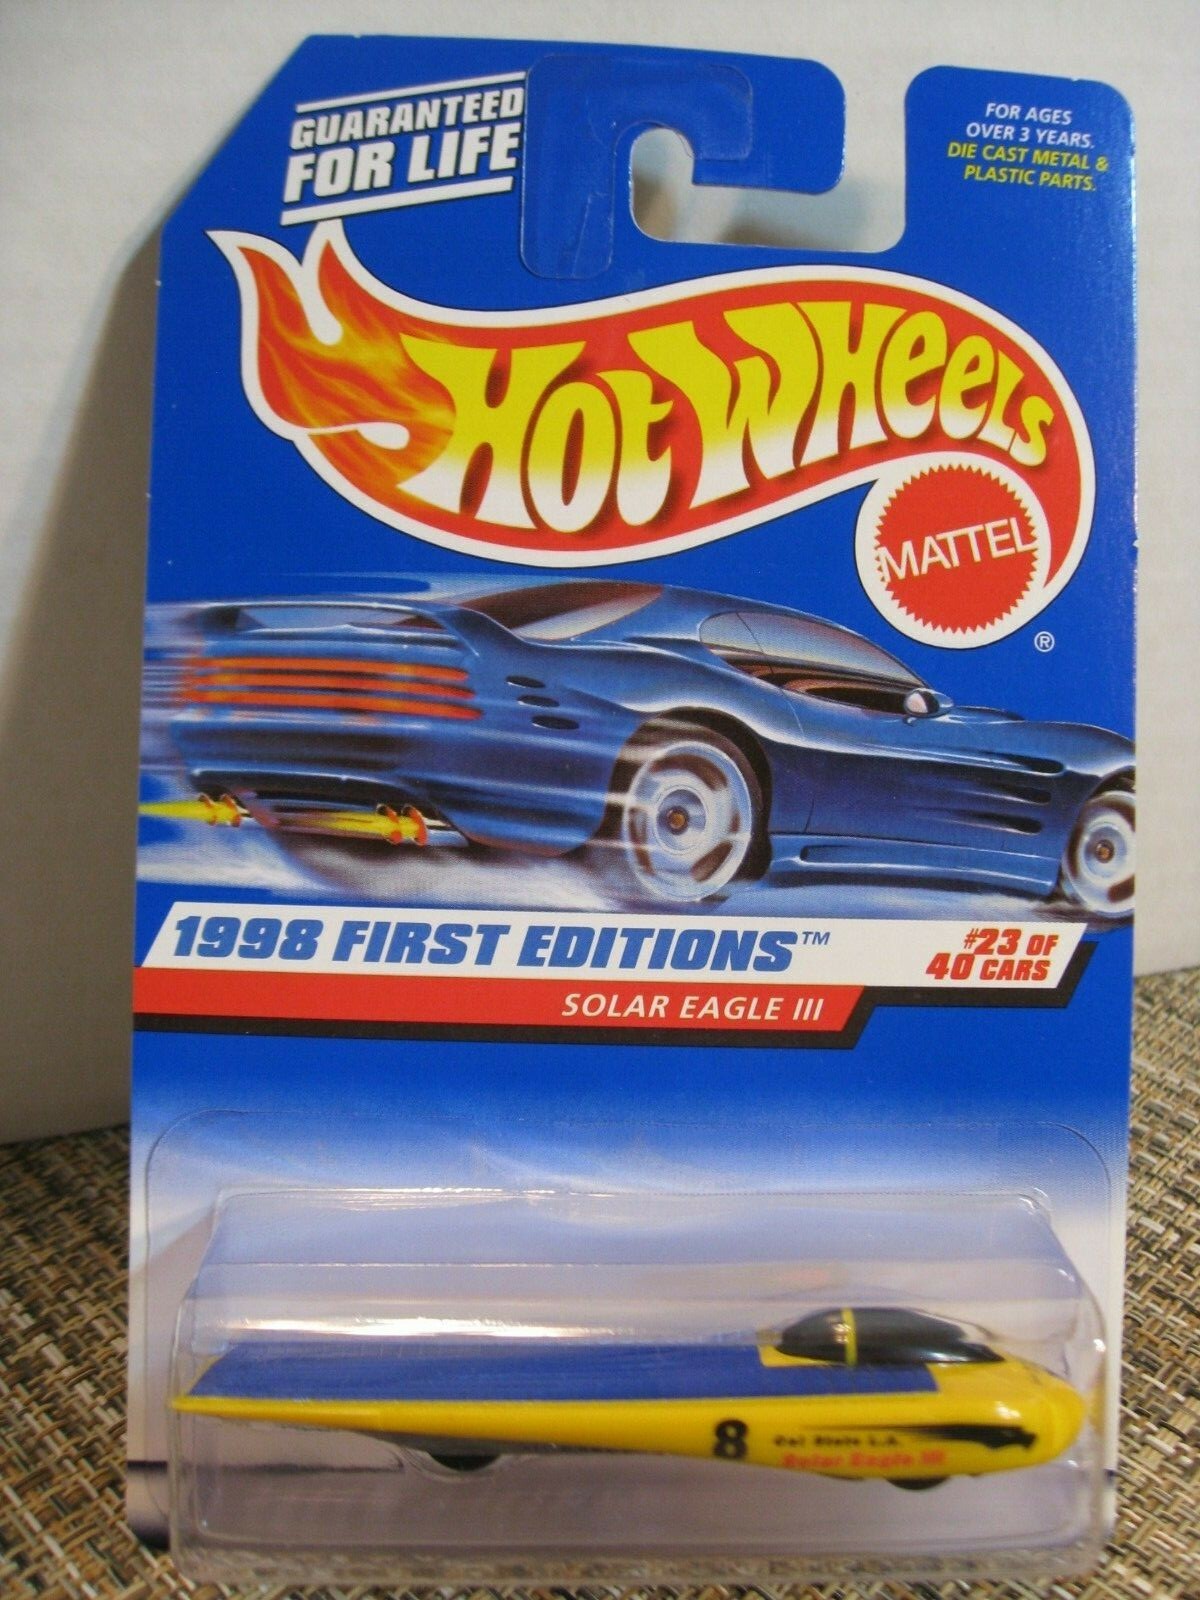 GUARANTEED
FOR LIFE
FOR AGES
OVER 3 YEARS.
DIE CAST METAL &
PLASTIC PARTS.
Hot Wheels
MATTEL
®
1998 FIRST EDITIONS™
#23 OF
40 CARS
SOLAR EAGLE III
8
Cal State L.A.
Solar Eagle III